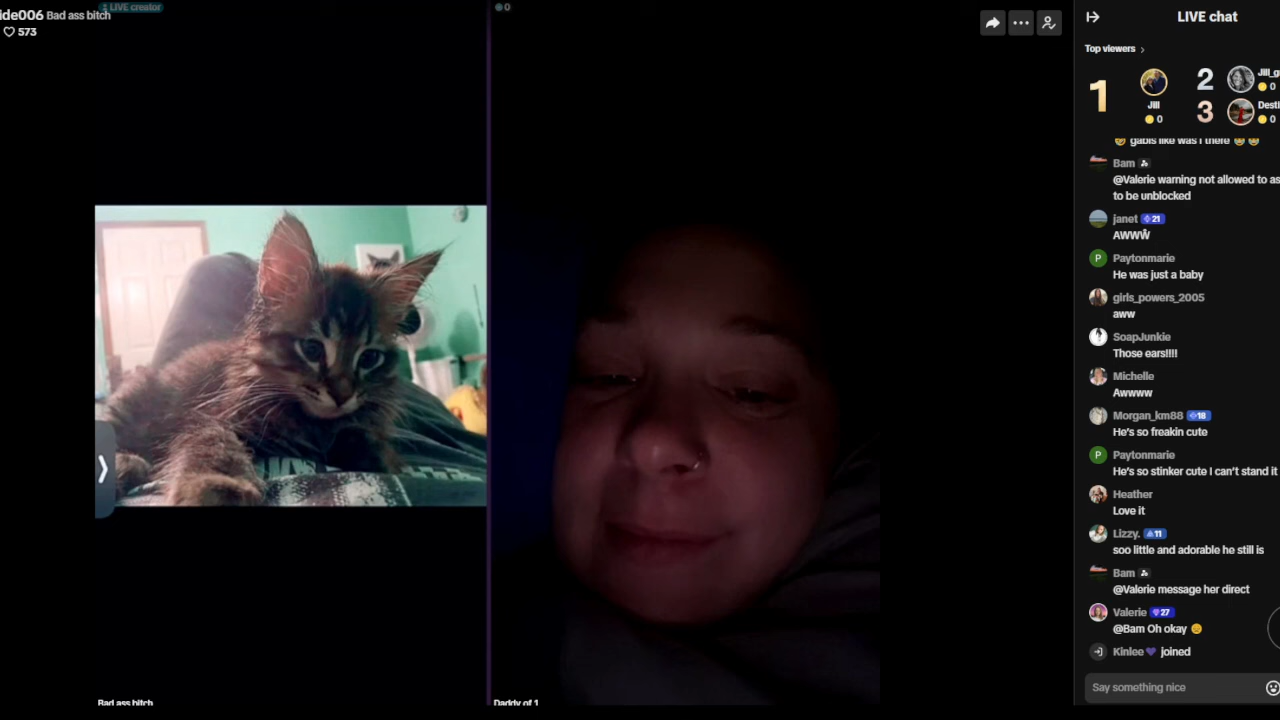 LIVE creator
ide006 Bad ass bitch
573
0
LIVE chat
Top viewers
1
Jill
0
2
Jill_g
0
3
Desti
0
gabis like was I there
Bam
@Valerie warning not allowed to as
to be unblocked
janet 21
AWWW
P
Paytonmarie
He was just a baby
girls_powers_2005
aww
SoapJunkie
Those ears!!!!
Michelle
Awwww
Morgan_km88 18
He's so freakin cute
P
Paytonmarie
He's so stinker cute I can't stand it
Heather
Love it
Lizzy. 11
soo little and adorable he still is
Bam
@Valerie message her direct
Valerie 27
@Bam Oh okay
Kinlee joined
Say something nice
Bad ass bitch
Daddy of 1